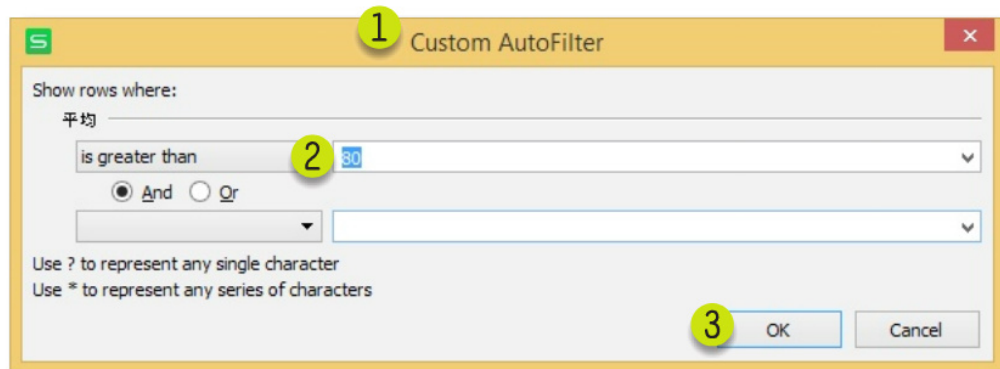 1 Custom AutoFilter
Show rows where:
平均
is greater than 2 80
And Or
Use ? to represent any single character
Use * to represent any series of characters
3 OK Cancel